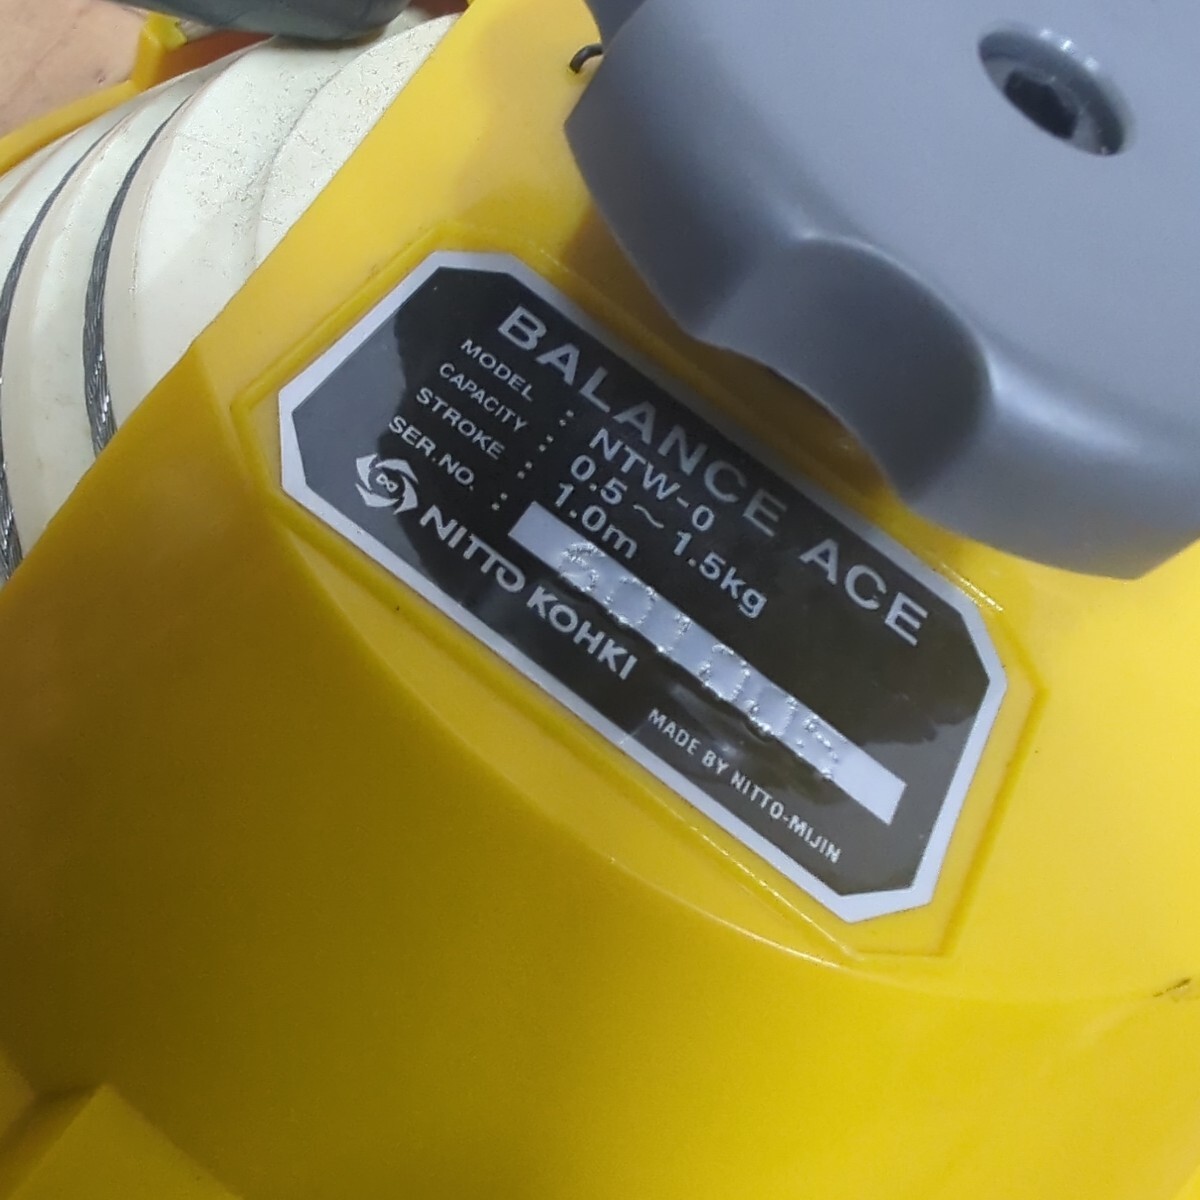 BALANCE ACE
MODEL : NTW-0
CAPACITY : 0.5～1.5kg
STROKE : 1.0m
SER.NO. :
NITTO KOHKI
MADE BY NITTO-MIJIN